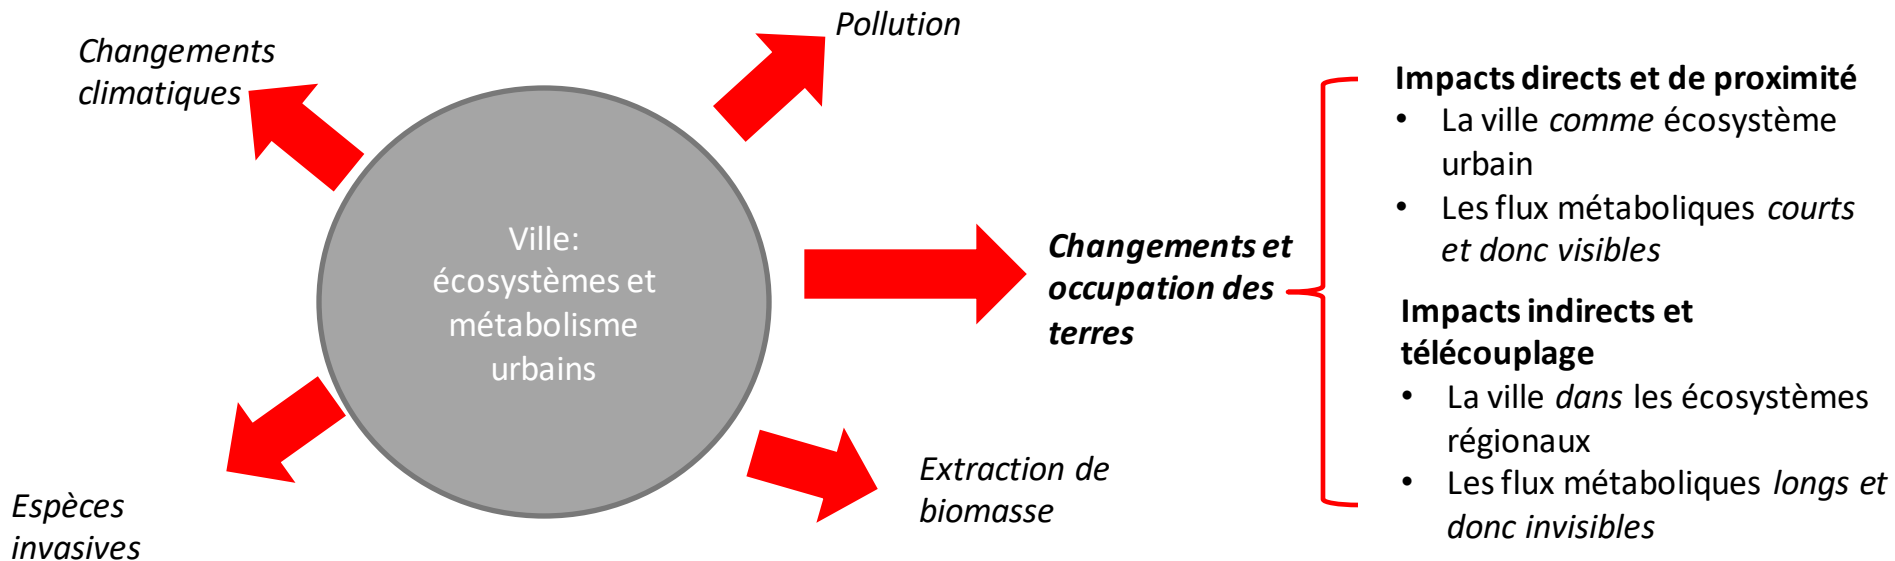 Changements
climatiques
Pollution
Ville:
écosystèmes et
métabolisme
urbains
Espèces
invasives
Extraction de
biomasse
Changements et
occupation des
terres
Impacts directs et de proximité
• La ville comme écosystème
urbain
• Les flux métaboliques courts
et donc visibles
Impacts indirects et
télécouplage
• La ville dans les écosystèmes
régionaux
• Les flux métaboliques longs et
donc invisibles